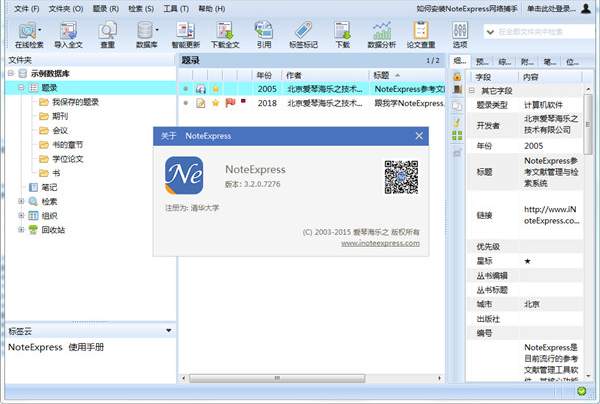 文件 (F) 文件夹 (O) 题录 (R) 检索 (S) 工具 (T) 帮助 (H) 如何安装NoteExpress网络捕手 单击此处登录...
在线检索 导入全文 查重 数据库 智能更新 下载全文 引用 标签标记 下载 数据分析 论文查重 选项 在全题文件夹中检索
文件夹
示例数据库
题录
我保存的题录
期刊
会议
书的章节
学位论文
书
笔记
检索
组织
回收站
标签云
NoteExpress 使用手册
题录 1 / 2
年份 作者 标题
2005 北京爱琴海乐之技术... NoteExpress参考文
2018 北京爱琴海乐之技术... 跟我学NoteExpress
关于 NoteExpress
Ne
NoteExpress
版本: 3.2.0.7276
注册为: 清华大学
(C) 2003-2015 爱琴海乐之 版权所有
www.inoteexpress.com
细... 预... 综... 附... 笔... 位...
字段 内容
其它字段
题录类型 计算机软件
开发者 北京爱琴海乐之技术有限公司
年份 2005
标题 NoteExpress参考文献管理与检索系统
链接 http://www.iNoteExpress.co...
优先级
星标 ★
丛书编辑
丛书标题
城市 北京
出版社
编号
NoteExpress是
目前流行的参考
文献管理工具软